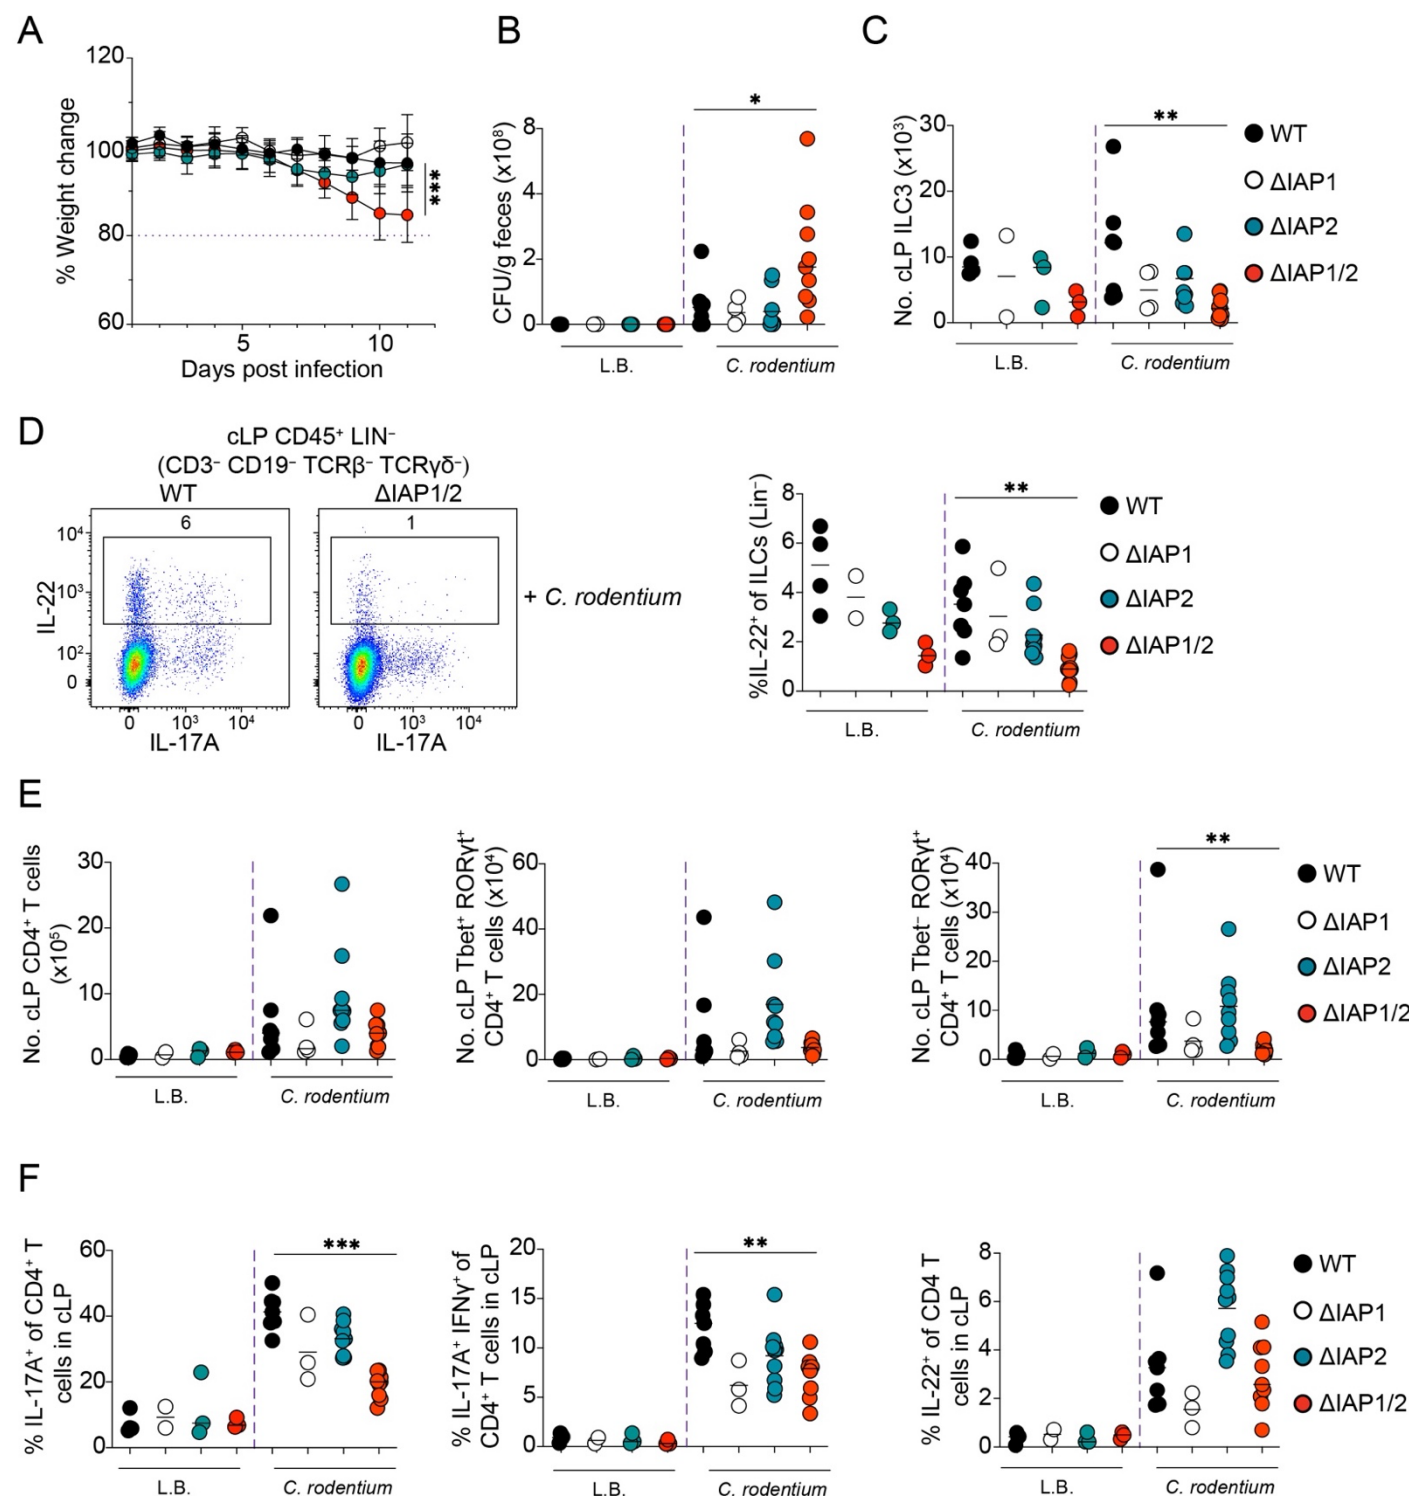 A
% Weight change
120
100
80
60
5
10
Days post infection
***
B
CFU/g feces (x10⁸)
8
4
2
0
*
L.B.
C. rodentium
C
No. cLP ILC3 (x10³)
30
20
10
0
**
L.B.
C. rodentium
WT
ΔIAP1
ΔIAP2
ΔIAP1/2
D
cLP CD45⁺ LIN⁻
(CD3⁻ CD19⁻ TCRβ⁻ TCRγδ⁻)
WT
ΔIAP1/2
6
1
IL-22
10⁴
10³
10²
0
0
10³
10⁴
IL-17A
0
10³
10⁴
IL-17A
+ C. rodentium
%IL-22⁺ of ILCs (Lin⁻)
8
6
4
2
0
**
L.B.
C. rodentium
WT
ΔIAP1
ΔIAP2
ΔIAP1/2
E
No. cLP CD4⁺ T cells
(x10⁵)
30
20
10
0
L.B.
C. rodentium
No. cLP Tbet⁺ RORγt⁺
CD4⁺ T cells (x10⁴)
60
40
20
0
L.B.
C. rodentium
No. cLP Tbet⁻ RORγt⁺
CD4⁺ T cells (x10⁴)
40
30
20
10
0
**
L.B.
C. rodentium
WT
ΔIAP1
ΔIAP2
ΔIAP1/2
F
% IL-17A⁺ of CD4⁺ T
cells in cLP
60
40
20
0
***
L.B.
C. rodentium
% IL-17A⁺ IFNγ⁺ of
CD4⁺ T cells in cLP
20
15
10
5
0
**
L.B.
C. rodentium
% IL-22⁺ of CD4 T
cells in cLP
8
6
4
2
0
L.B.
C. rodentium
WT
ΔIAP1
ΔIAP2
ΔIAP1/2